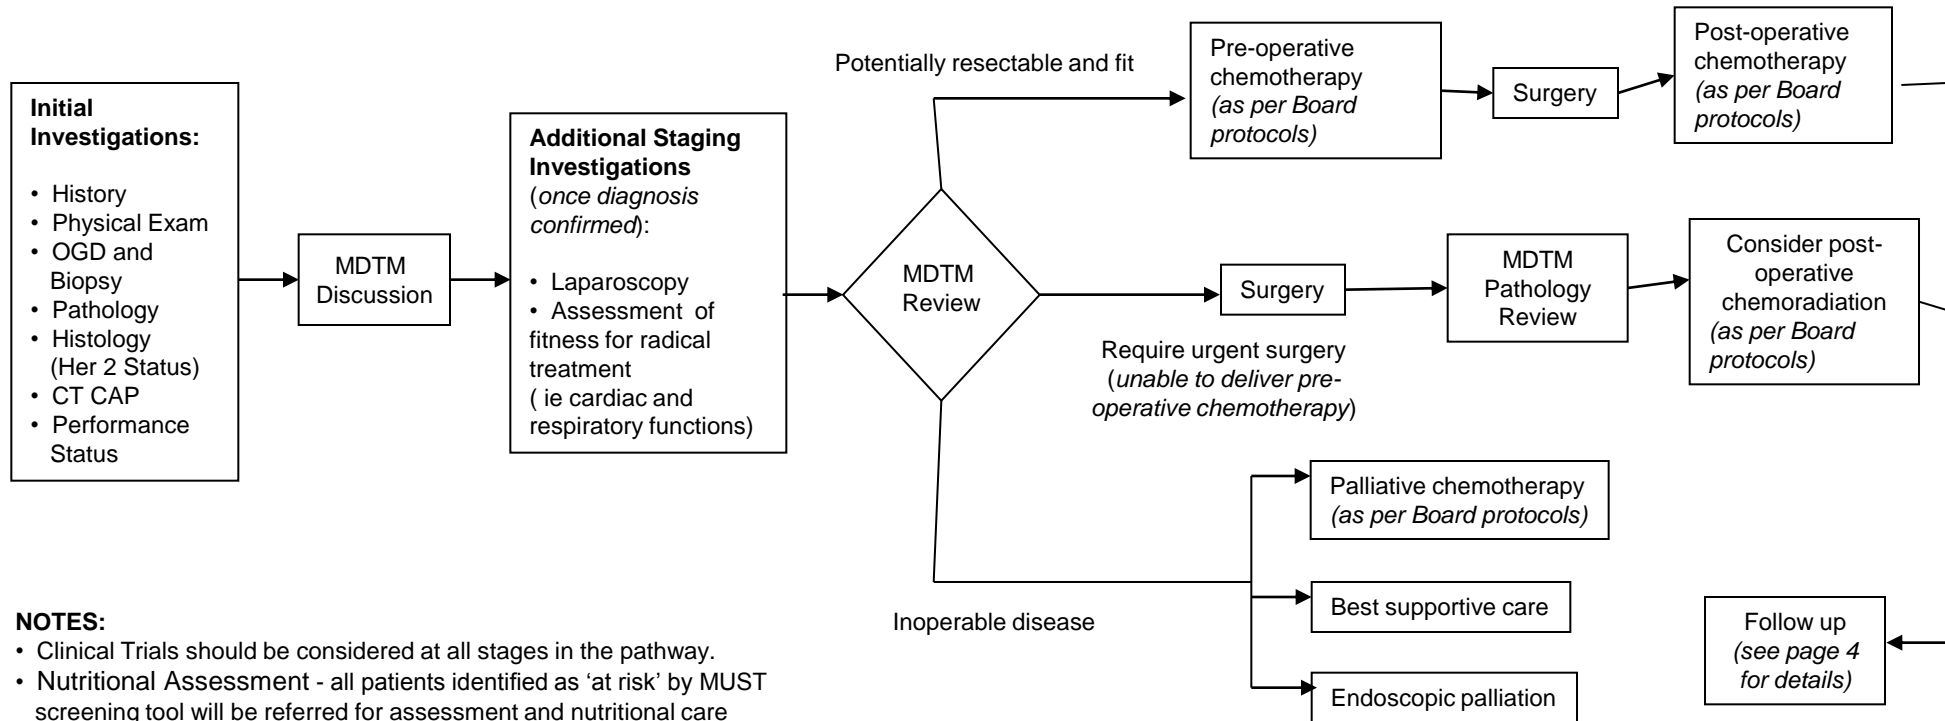 Initial
Investigations:
• History
• Physical Exam
• OGD and
Biopsy
• Pathology
• Histology
(Her 2 Status)
• CT CAP
• Performance
Status
MDTM
Discussion
Additional Staging
Investigations
(once diagnosis
confirmed):
• Laparoscopy
• Assessment of
fitness for radical
treatment
( ie cardiac and
respiratory functions)
MDTM
Review
Potentially resectable and fit
Pre-operative
chemotherapy
(as per Board
protocols)
Surgery
Post-operative
chemotherapy
(as per Board
protocols)
Surgery
Require urgent surgery
(unable to deliver pre-
operative chemotherapy)
MDTM
Pathology
Review
Consider post-
operative
chemoradiation
(as per Board
protocols)
Inoperable disease
Palliative chemotherapy
(as per Board protocols)
Best supportive care
Endoscopic palliation
Follow up
(see page 4
for details)
NOTES:
• Clinical Trials should be considered at all stages in the pathway.
• Nutritional Assessment - all patients identified as ‘at risk’ by MUST
screening tool will be referred for assessment and nutritional care